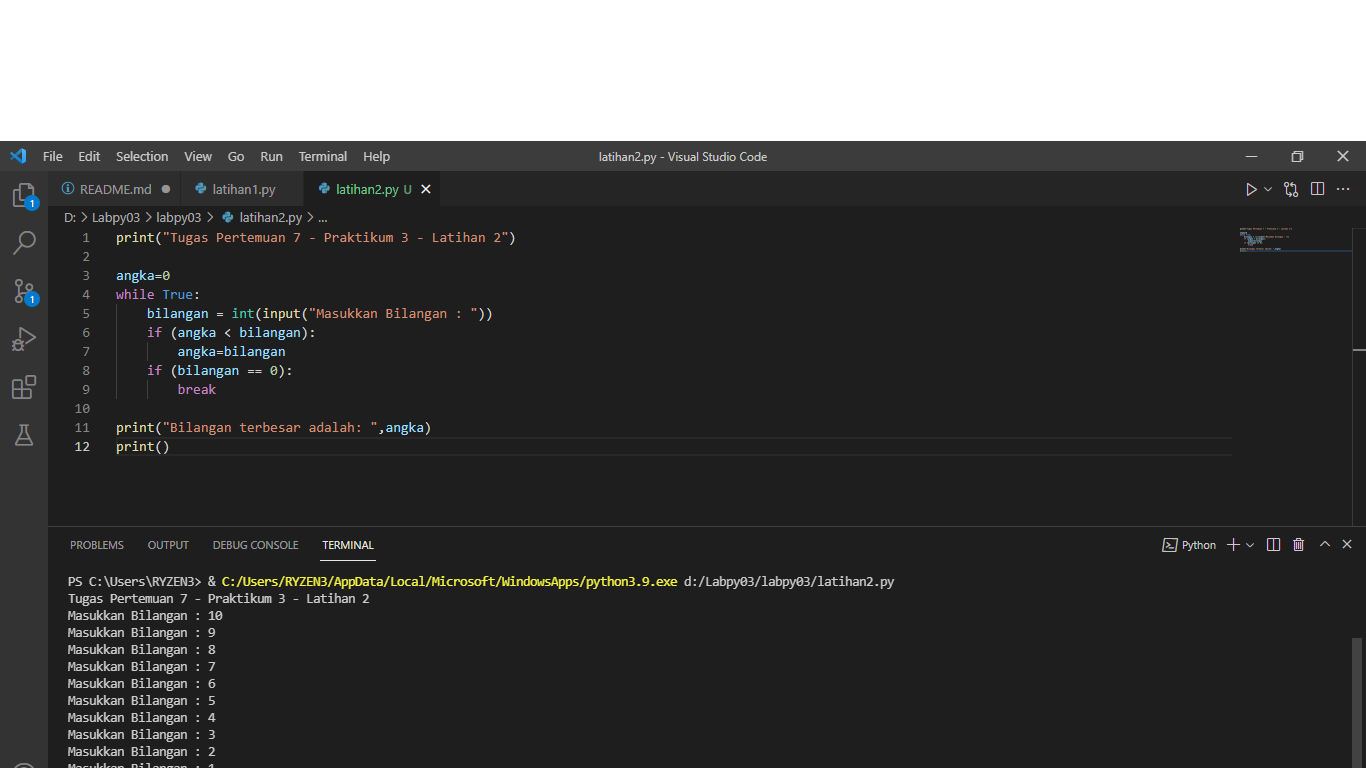 File Edit Selection View Go Run Terminal Help latihan2.py - Visual Studio Code
README.md latihan1.py latihan2.py U
D: > Labpy03 > labpy03 > latihan2.py > ...
1 print("Tugas Pertemuan 7 - Praktikum 3 - Latihan 2")
2
3 angka=0
4 while True:
5 bilangan = int(input("Masukkan Bilangan : "))
6 if (angka < bilangan):
7 angka=bilangan
8 if (bilangan == 0):
9 break
10
11 print("Bilangan terbesar adalah: ",angka)
12 print()
1
1
PROBLEMS OUTPUT DEBUG CONSOLE TERMINAL Python
PS C:\Users\RYZEN3> & C:/Users/RYZEN3/AppData/Local/Microsoft/WindowsApps/python3.9.exe d:/Labpy03/labpy03/latihan2.py
Tugas Pertemuan 7 - Praktikum 3 - Latihan 2
Masukkan Bilangan : 10
Masukkan Bilangan : 9
Masukkan Bilangan : 8
Masukkan Bilangan : 7
Masukkan Bilangan : 6
Masukkan Bilangan : 5
Masukkan Bilangan : 4
Masukkan Bilangan : 3
Masukkan Bilangan : 2
Masukkan Bilangan : 1